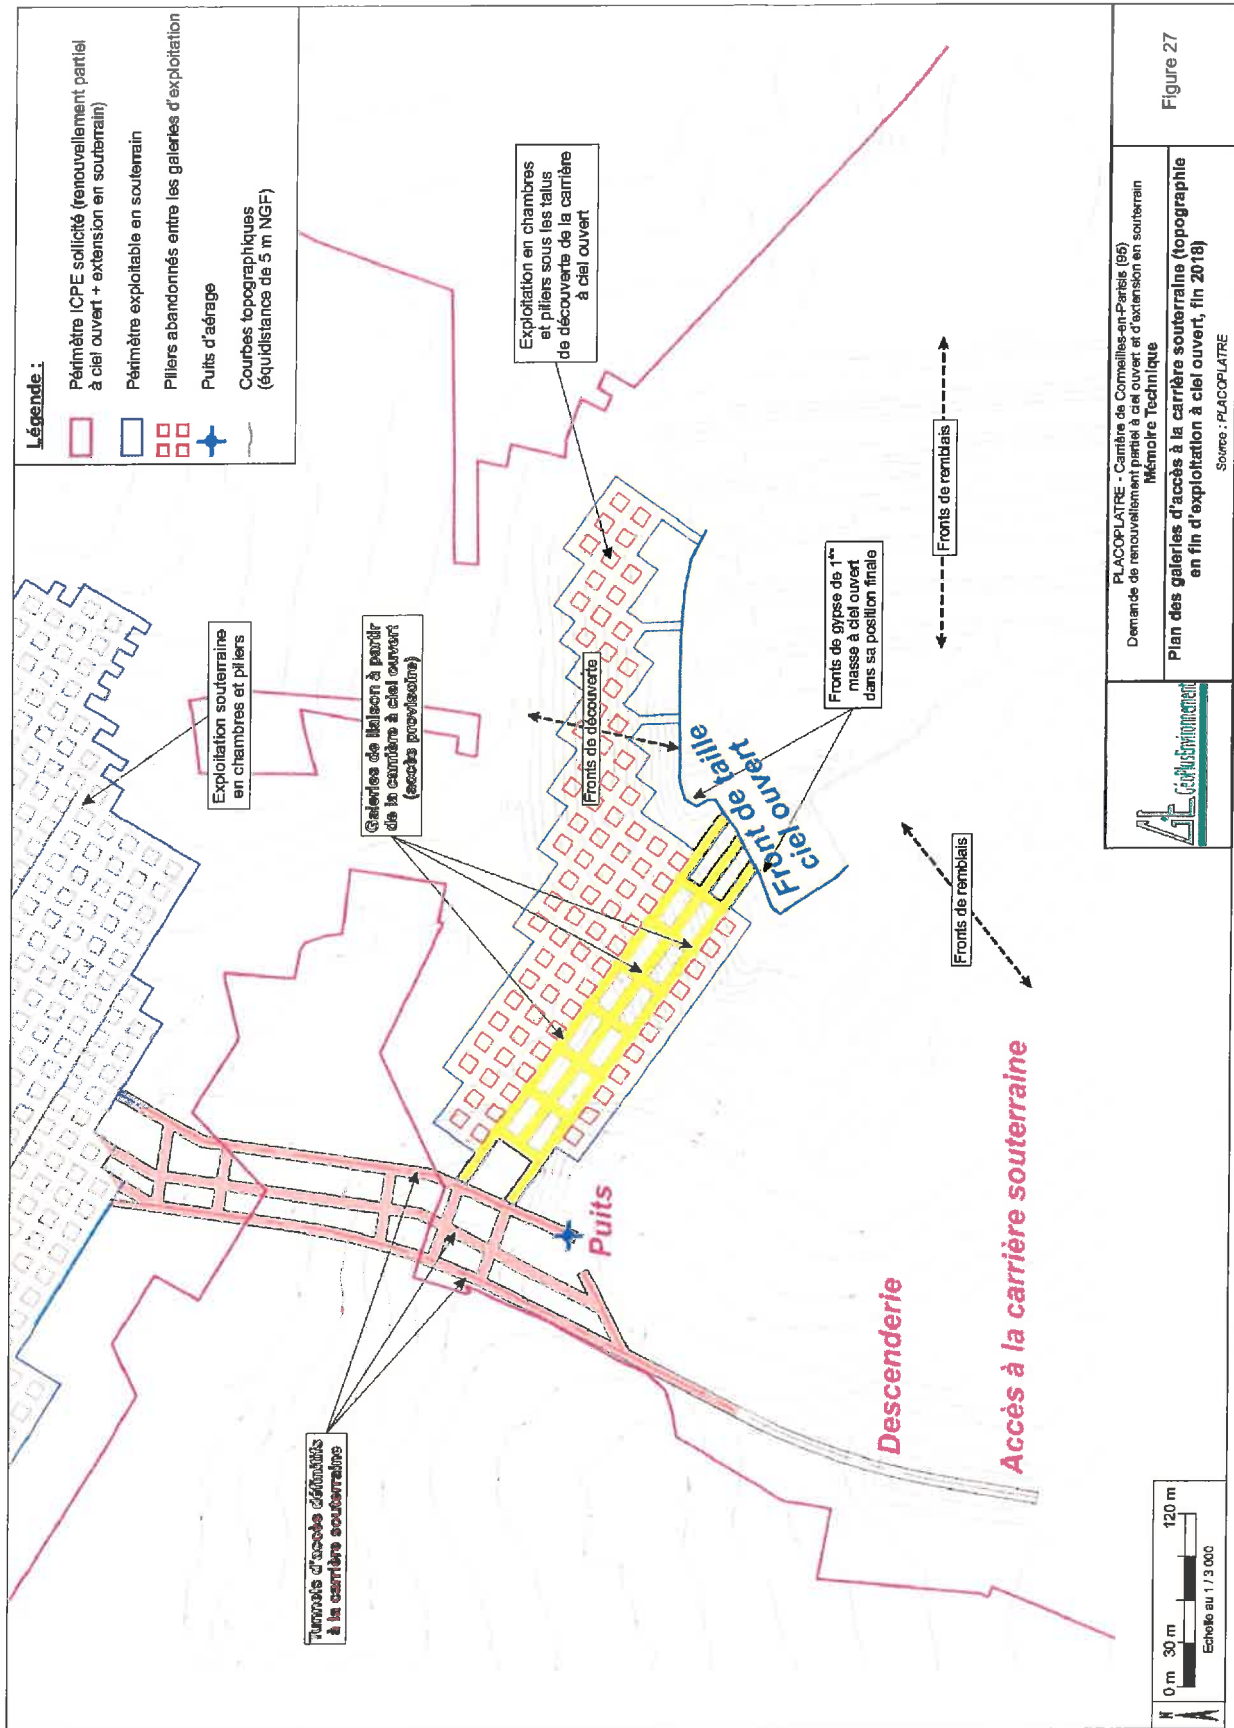 Légende :
Périmètre ICPE sollicité (renouvellement partiel
à ciel ouvert + extension en souterrain)
Périmètre exploitable en souterrain
Piliers abandonnés entre les galeries d'exploitation
Puits d'aérage
Courbes topographiques
(équidistance de 5 m NGF)
Exploitation souterraine
en chambres et piliers
Galeries de liaison à partir
de la carrière à ciel ouvert
(accès provisoire)
Exploitation en chambres
et piliers sous les talus
de découverte de la carrière
à ciel ouvert
Tunnels d'accès définitifs
à la carrière souterraine
Fronts de découverte
Front de taille
ciel ouvert
Fronts de gypse de 1ère
masse à ciel ouvert
dans sa position finale
Puits
Fronts de remblais
Fronts de remblais
Descenderie
Accès à la carrière souterraine
N
0 m 30 m 120 m
Echelle au 1 / 3 000
GéoPlusEnvironnement
PLACOPLATRE - Carrière de Cormeilles-en-Parisis (95)
Demande de renouvellement partiel à ciel ouvert et d'extension en souterrain
Mémoire Technique
Plan des galeries d'accès à la carrière souterraine (topographie
en fin d'exploitation à ciel ouvert, fin 2018)
Source : PLACOPLATRE
Figure 27